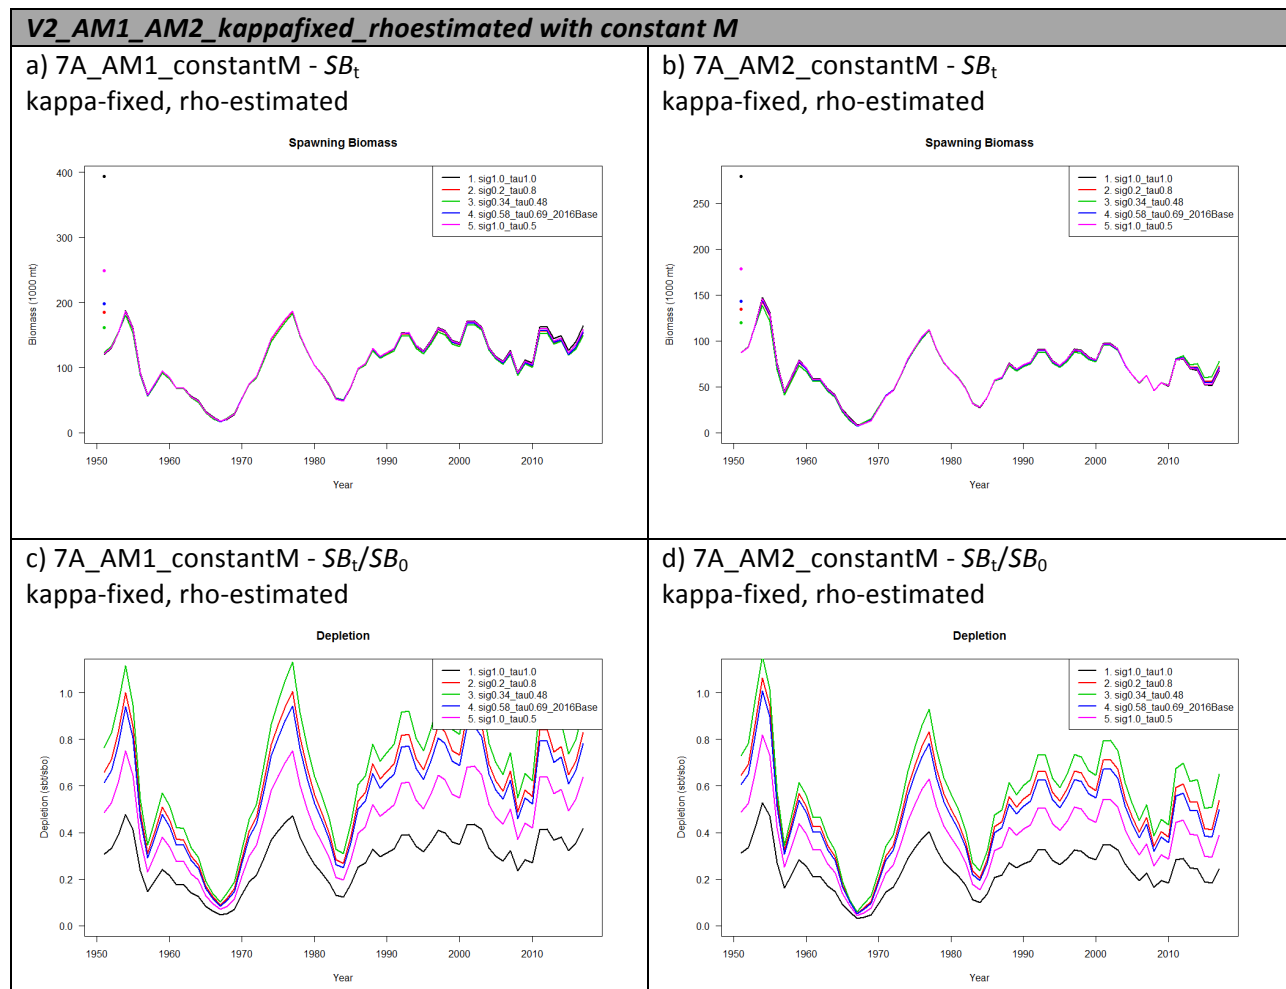 V2_AM1_AM2_kappafixed_rhoestimated with constant M
a) 7A_AM1_constantM - SBt
kappa-fixed, rho-estimated
Spawning Biomass
1. sig1.0_tau1.0
2. sig0.2_tau0.8
3. sig0.34_tau0.48
4. sig0.58_tau0.69_2016Base
5. sig1.0_tau0.5
Biomass (1000 mt)
400
300
200
100
0
1950 1960 1970 1980 1990 2000 2010
Year
b) 7A_AM2_constantM - SBt
kappa-fixed, rho-estimated
Spawning Biomass
1. sig1.0_tau1.0
2. sig0.2_tau0.8
3. sig0.34_tau0.48
4. sig0.58_tau0.69_2016Base
5. sig1.0_tau0.5
Biomass (1000 mt)
250
200
150
100
50
0
1950 1960 1970 1980 1990 2000 2010
Year
c) 7A_AM1_constantM - SBt/SB0
kappa-fixed, rho-estimated
Depletion
1. sig1.0_tau1.0
2. sig0.2_tau0.8
3. sig0.34_tau0.48
4. sig0.58_tau0.69_2016Base
5. sig1.0_tau0.5
Depletion (sbt/sbo)
1.0
0.8
0.6
0.4
0.2
0.0
1950 1960 1970 1980 1990 2000 2010
Year
d) 7A_AM2_constantM - SBt/SB0
kappa-fixed, rho-estimated
Depletion
1. sig1.0_tau1.0
2. sig0.2_tau0.8
3. sig0.34_tau0.48
4. sig0.58_tau0.69_2016Base
5. sig1.0_tau0.5
Depletion (sbt/sbo)
1.0
0.8
0.6
0.4
0.2
0.0
1950 1960 1970 1980 1990 2000 2010
Year